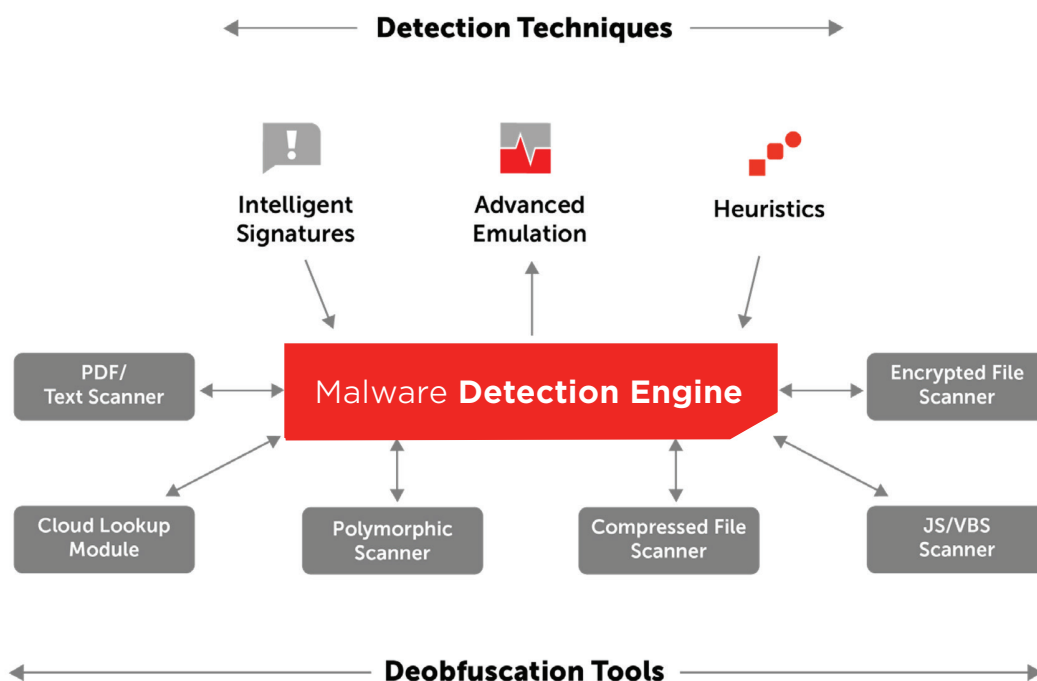 Detection Techniques
Intelligent
Signatures
Advanced
Emulation
Heuristics
PDF/
Text Scanner
Malware Detection Engine
Encrypted File
Scanner
Cloud Lookup
Module
Polymorphic
Scanner
Compressed File
Scanner
JS/VBS
Scanner
Deobfuscation Tools